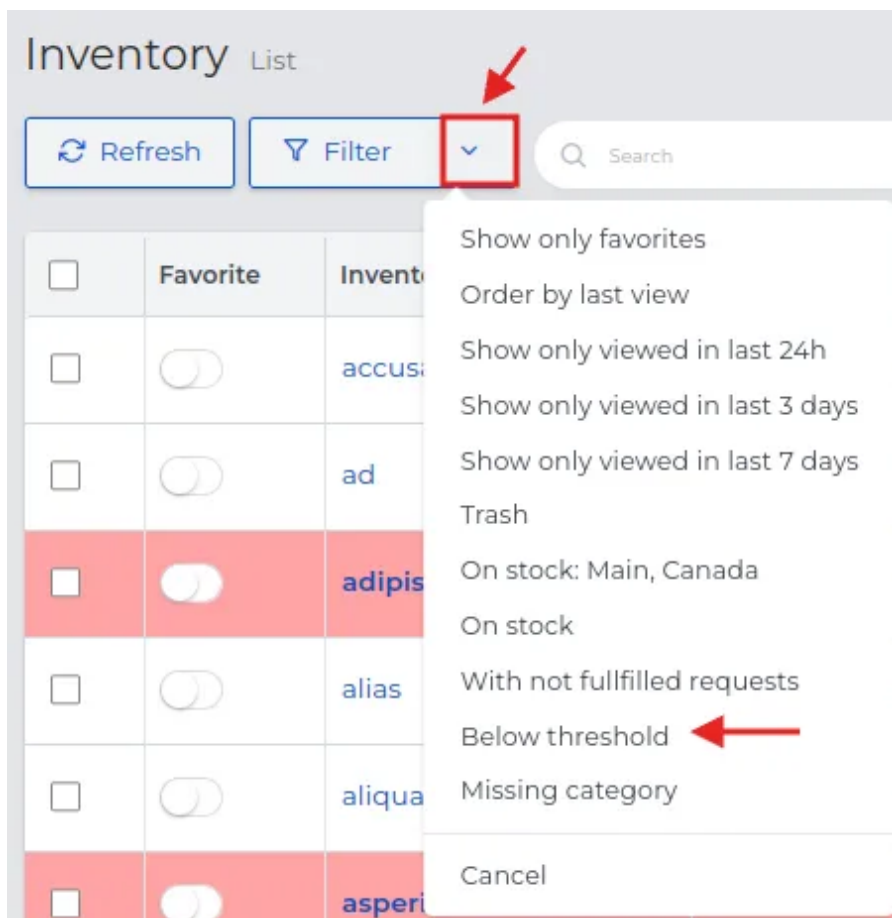 Inventory List
Refresh Filter Search
Show only favorites
Favorite
Order by last view
Show only viewed in last 24h
Show only viewed in last 3 days
ad
Show only viewed in last 7 days
Trash
On stock: Main, Canada
On stock
alias
With not fullfilled requests
Below threshold
Missing category
Cancel